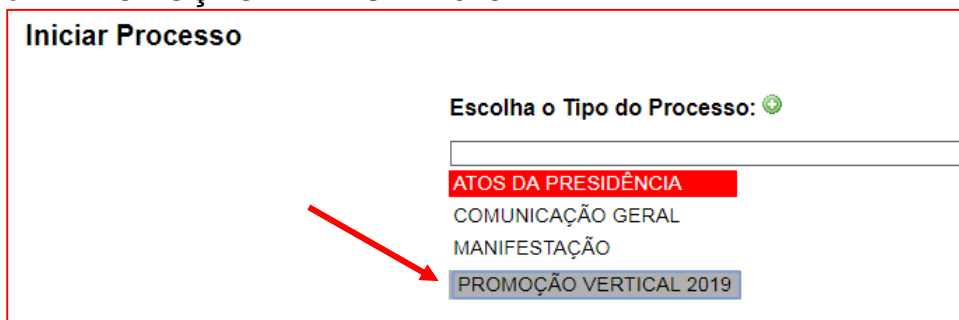 Iniciar Processo
Escolha o Tipo do Processo:
ATOS DA PRESIDÊNCIA
COMUNICAÇÃO GERAL
MANIFESTAÇÃO
PROMOÇÃO VERTICAL 2019